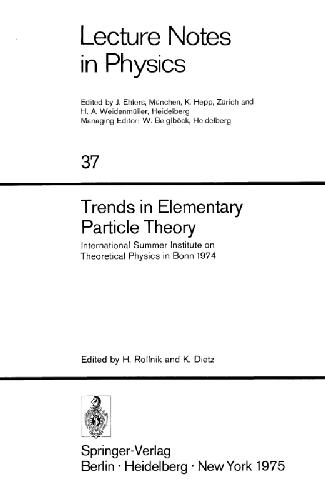 Lecture Notes
in Physics
Edited by J. Ehlers, München, K. Hepp, Zürich and
H. A. Weidenmüller, Heidelberg
Managing Editor: W. Beiglböck, Heidelberg
37
Trends in Elementary
Particle Theory
International Summer Institute on
Theoretical Physics in Bonn 1974
Edited by H. Rollnik and K. Dietz
Springer-Verlag
Berlin · Heidelberg · New York 1975